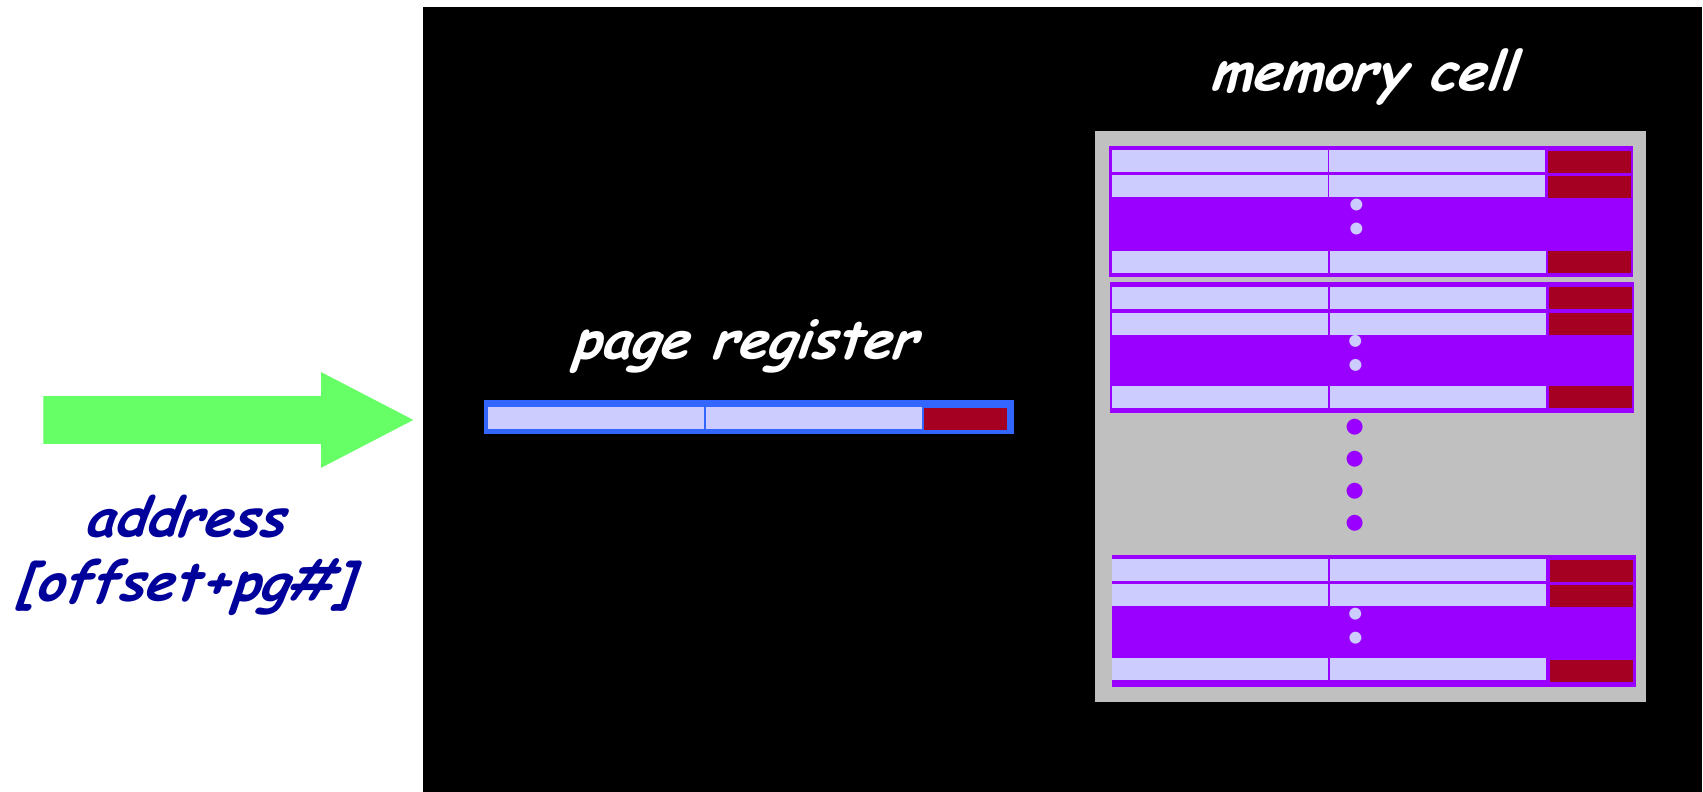 memory cell
page register
address
[offset+pg#]